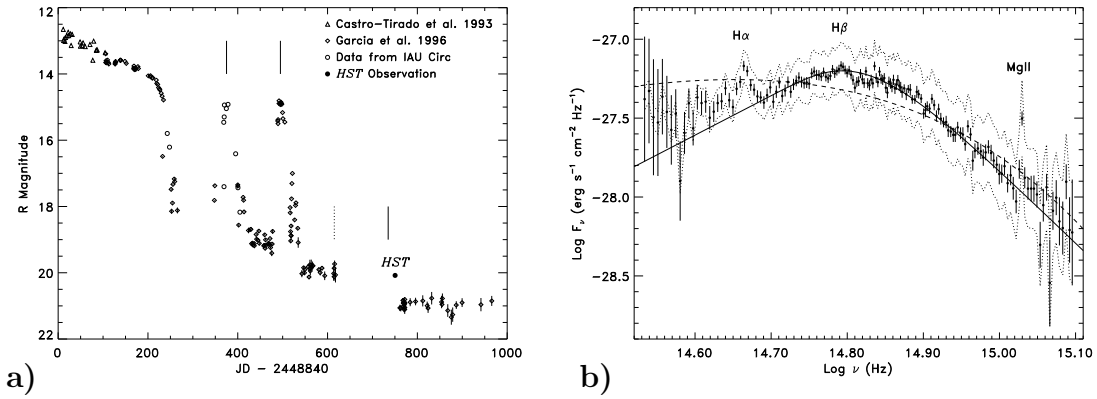 12
14
16
18
20
22
R Magnitude
△ Castro-Tirado et al. 1993
◇ Garcia et al. 1996
○ Data from IAU Circ
● HST Observation
HST
0
200
400
600
800
1000
JD - 2448840
a)
-27.0
-27.5
-28.0
-28.5
Log Fν (erg s⁻¹ cm⁻² Hz⁻¹)
Hα
Hβ
MgII
14.60
14.70
14.80
14.90
15.00
15.10
Log ν (Hz)
b)